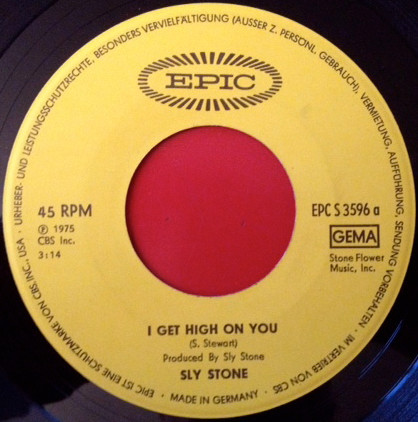 · URHEBER- UND LEISTUNGSSCHUTZRECHTE, BESONDERS VERVIELFÄLTIGUNG (AUSSER Z. PERSONL. GEBRAUCH), VERMIETUNG, AUFFÜHRUNG, SENDUNG VORBEHALTEN · IM VERTRIEB VON CBS
EPIC
45 RPM
Ⓟ 1975
CBS Inc.
3:14
EPC S 3596 a
GEMA
Stone Flower
Music, Inc.
I GET HIGH ON YOU
(S. Stewart)
Produced By Sly Stone
SLY STONE
EPIC IST EINE SCHUTZMARKE VON CBS, INC., USA
· MADE IN GERMANY ·